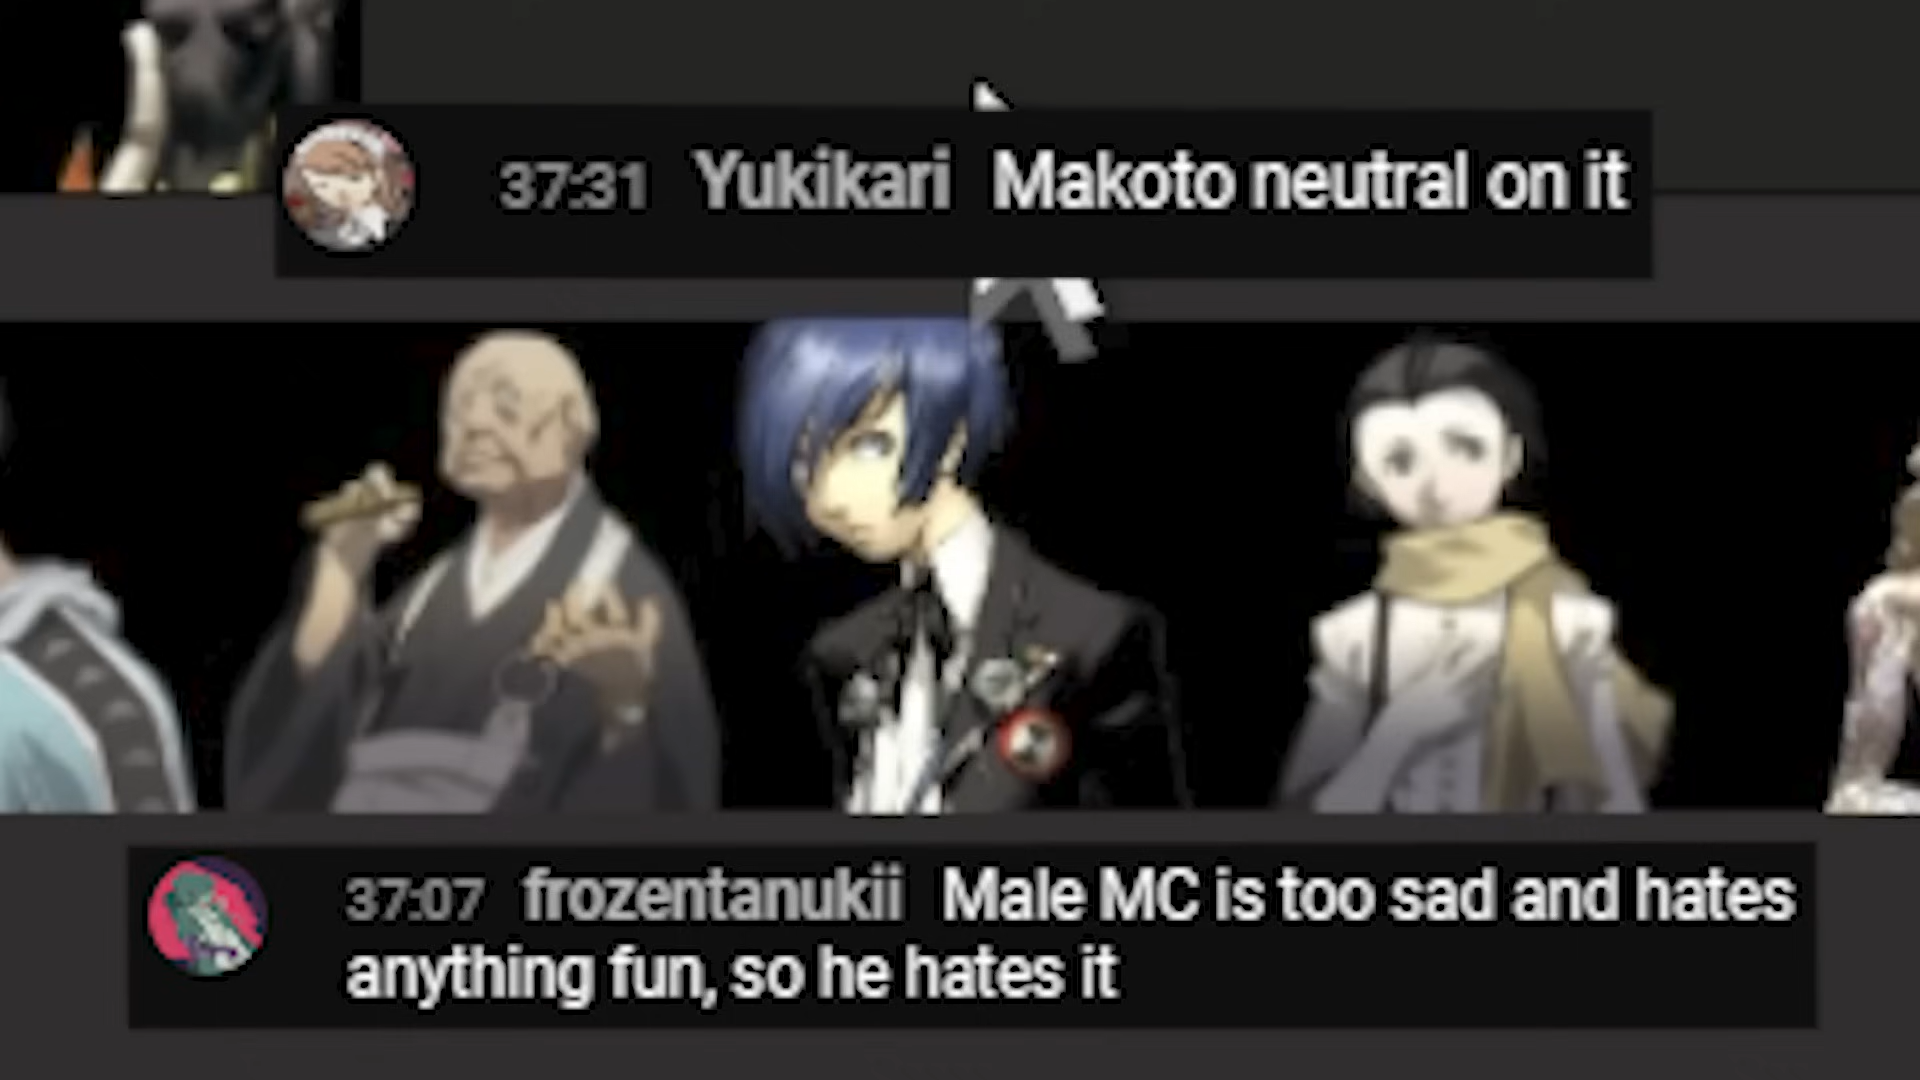 37:31 Yukikari Makoto neutral on it
37:07 frozentanukii Male MC is too sad and hates
anything fun, so he hates it